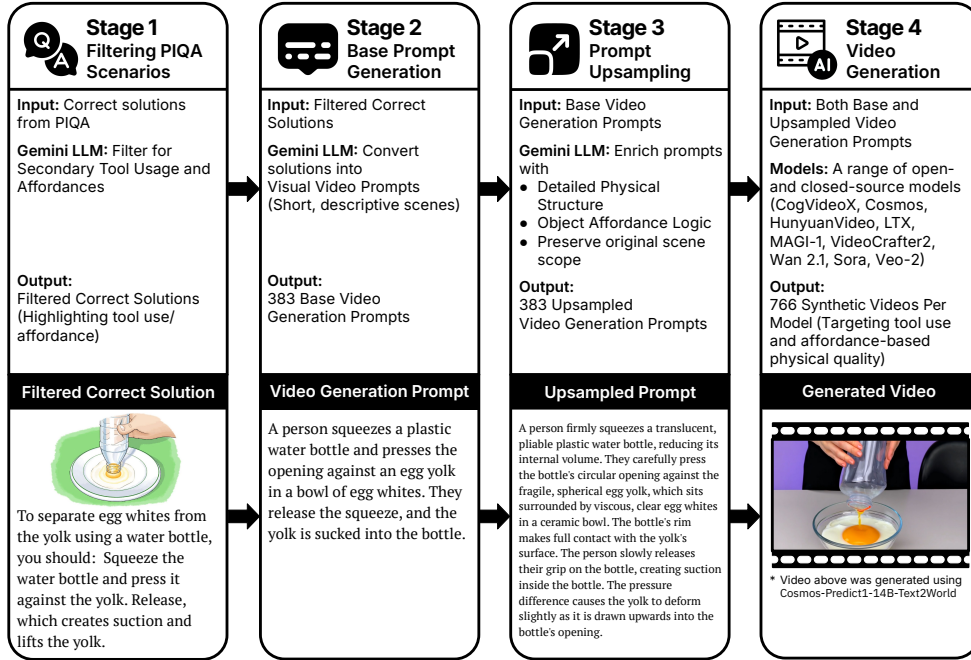 Q
A
Stage 1
Filtering PIQA
Scenarios
Input: Correct solutions
from PIQA
Gemini LLM: Filter for
Secondary Tool Usage and
Affordances
Output:
Filtered Correct Solutions
(Highlighting tool use/
affordance)
Filtered Correct Solution
To separate egg whites from
the yolk using a water bottle,
you should: Squeeze the
water bottle and press it
against the yolk. Release,
which creates suction and
lifts the yolk.
Stage 2
Base Prompt
Generation
Input: Filtered Correct
Solutions
Gemini LLM: Convert
solutions into
Visual Video Prompts
(Short, descriptive scenes)
Output:
383 Base Video
Generation Prompts
Video Generation Prompt
A person squeezes a plastic
water bottle and presses the
opening against an egg yolk
in a bowl of egg whites. They
release the squeeze, and the
yolk is sucked into the bottle.
Stage 3
Prompt
Upsampling
Input: Base Video
Generation Prompts
Gemini LLM: Enrich prompts
with
● Detailed Physical
Structure
● Object Affordance Logic
● Preserve original scene
scope
Output:
383 Upsampled
Video Generation Prompts
Upsampled Prompt
A person firmly squeezes a translucent,
pliable plastic water bottle, reducing its
internal volume. They carefully press
the bottle's circular opening against the
fragile, spherical egg yolk, which sits
surrounded by viscous, clear egg whites
in a ceramic bowl. The bottle's rim
makes full contact with the yolk's
surface. The person slowly releases
their grip on the bottle, creating suction
inside the bottle. The pressure
difference causes the yolk to deform
slightly as it is drawn upwards into the
bottle's opening.
AI
Stage 4
Video
Generation
Input: Both Base and
Upsampled Video
Generation Prompts
Models: A range of open-
and closed-source models
(CogVideoX, Cosmos,
HunyuanVideo, LTX,
MAGI-1, VideoCrafter2,
Wan 2.1, Sora, Veo-2)
Output:
766 Synthetic Videos Per
Model (Targeting tool use
and affordance-based
physical quality)
Generated Video
* Video above was generated using
Cosmos-Predict1-14B-Text2World